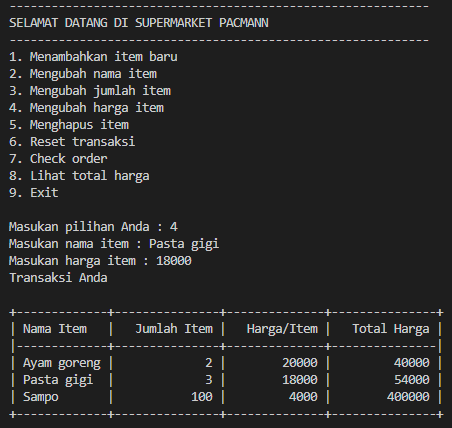 ------------------------------------------------------------
SELAMAT DATANG DI SUPERMARKET PACMANN
------------------------------------------------------------
1. Menambahkan item baru
2. Mengubah nama item
3. Mengubah jumlah item
4. Mengubah harga item
5. Menghapus item
6. Reset transaksi
7. Check order
8. Lihat total harga
9. Exit
Masukan pilihan Anda : 4
Masukan nama item : Pasta gigi
Masukan harga item : 18000
Transaksi Anda
+-------------+---------------+--------------+---------------+
| Nama Item   |   Jumlah Item |   Harga/Item |   Total Harga |
|-------------+---------------+--------------+---------------|
| Ayam goreng |             2 |        20000 |         40000 |
| Pasta gigi  |             3 |        18000 |         54000 |
| Sampo       |           100 |         4000 |        400000 |
+-------------+---------------+--------------+---------------+